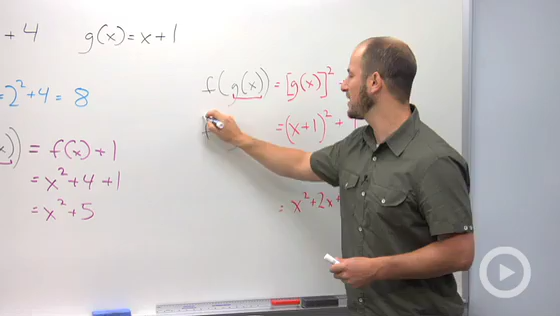 + 4   g(x) = x + 1
= 2² + 4 = 8
) = f(x) + 1
= x² + 4 + 1
= x² + 5
f(g(x)) = [g(x)]²
= (x+1)² +
f
= x² + 2x +